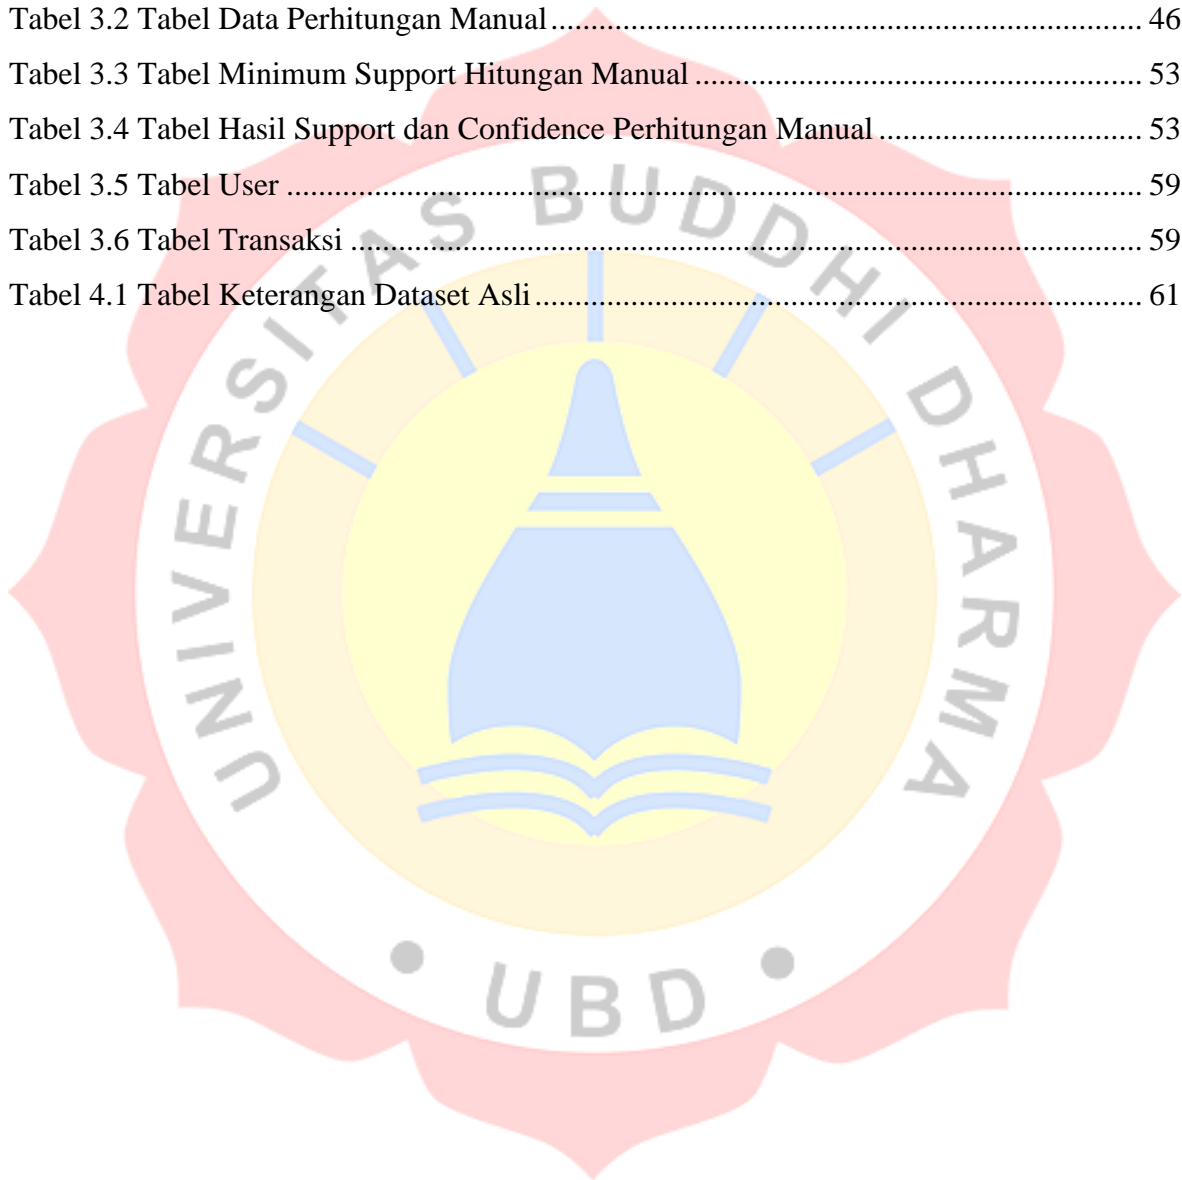 Tabel 3.2 Tabel Data Perhitungan Manual.......................................................................... 46
Tabel 3.3 Tabel Minimum Support Hitungan Manual ........................................................ 53
Tabel 3.4 Tabel Hasil Support dan Confidence Perhitungan Manual................................. 53
Tabel 3.5 Tabel User ........................................................................................................... 59
Tabel 3.6 Tabel Transaksi ................................................................................................... 59
Tabel 4.1 Tabel Keterangan Dataset Asli............................................................................ 61
UNIVERSITAS BUDDHI DHARMA
• UBD •